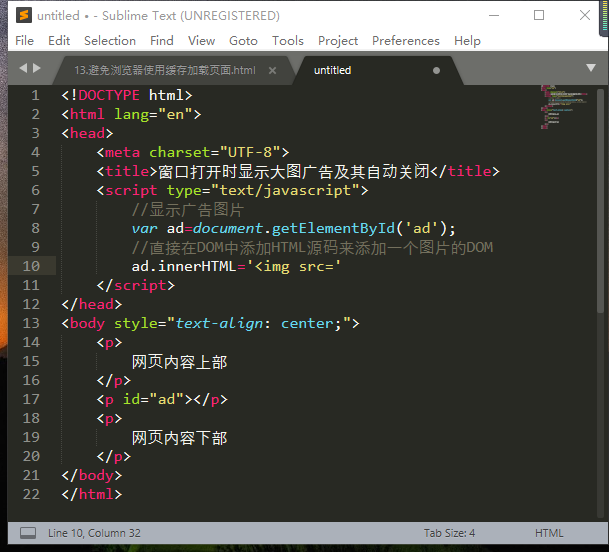 untitled • - Sublime Text (UNREGISTERED)
File Edit Selection Find View Goto Tools Project Preferences Help
13.避免浏览器使用缓存加载页面.html × untitled
1 <!DOCTYPE html>
2 <html lang="en">
3 <head>
4 <meta charset="UTF-8">
5 <title>窗口打开时显示大图广告及其自动关闭</title>
6 <script type="text/javascript">
7 //显示广告图片
8 var ad=document.getElementById('ad');
9 //直接在DOM中添加HTML源码来添加一个图片的DOM
10 ad.innerHTML='<img src='
11 </script>
12 </head>
13 <body style="text-align: center;">
14 <p>
15 网页内容上部
16 </p>
17 <p id="ad"></p>
18 <p>
19 网页内容下部
20 </p>
21 </body>
22 </html>
Line 10, Column 32 Tab Size: 4 HTML